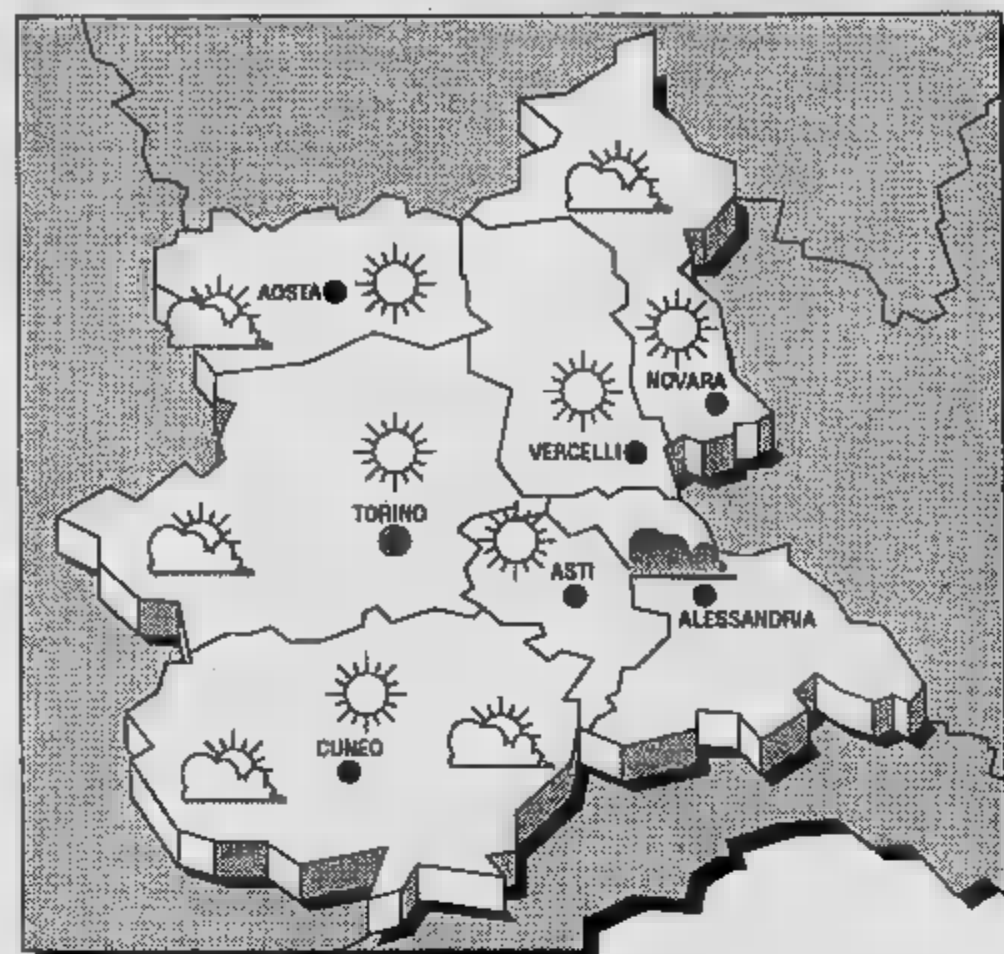 AOSTA
NOVARA
VERCELLI
TORINO
ASTI
ALESSANDRIA
CUNEO